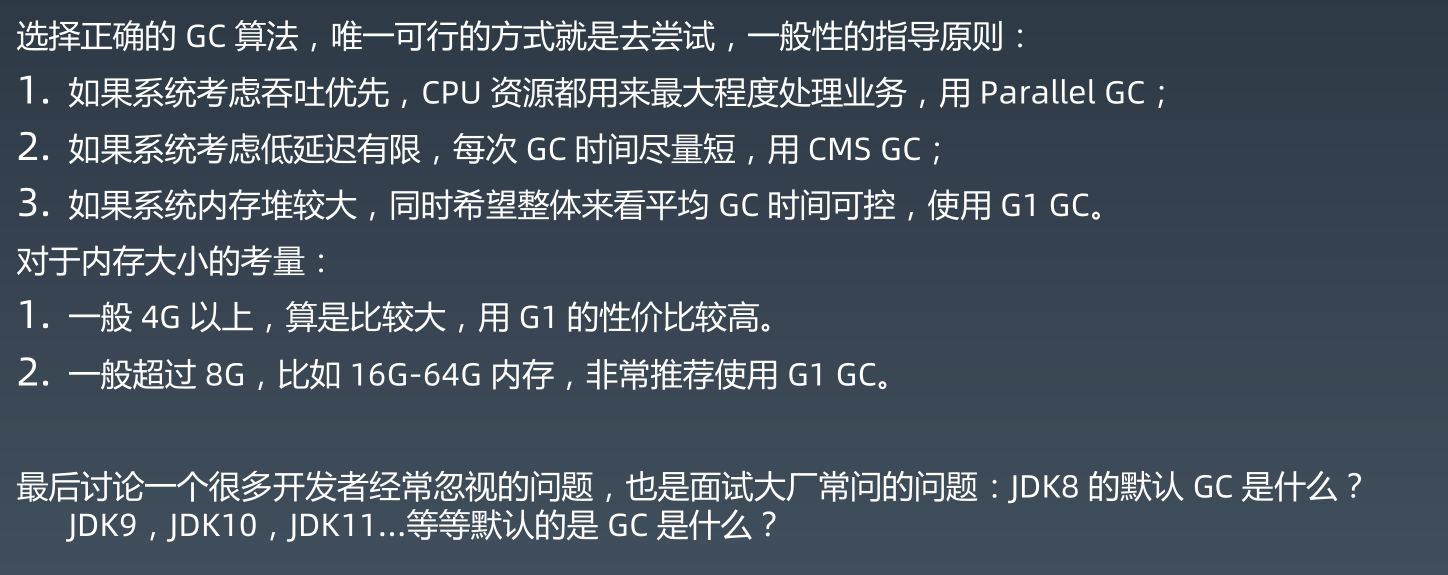 选择正确的 GC 算法，唯一可行的方式就是去尝试，一般性的指导原则：
1. 如果系统考虑吞吐优先，CPU 资源都用来最大程度处理业务，用 Parallel GC；
2. 如果系统考虑低延迟有限，每次 GC 时间尽量短，用 CMS GC；
3. 如果系统内存堆较大，同时希望整体来看平均 GC 时间可控，使用 G1 GC。
对于内存大小的考量：
1. 一般 4G 以上，算是比较大，用 G1 的性价比较高。
2. 一般超过 8G，比如 16G-64G 内存，非常推荐使用 G1 GC。
最后讨论一个很多开发者经常忽视的问题，也是面试大厂常问的问题：JDK8 的默认 GC 是什么？
JDK9，JDK10，JDK11…等等默认的是 GC 是什么？